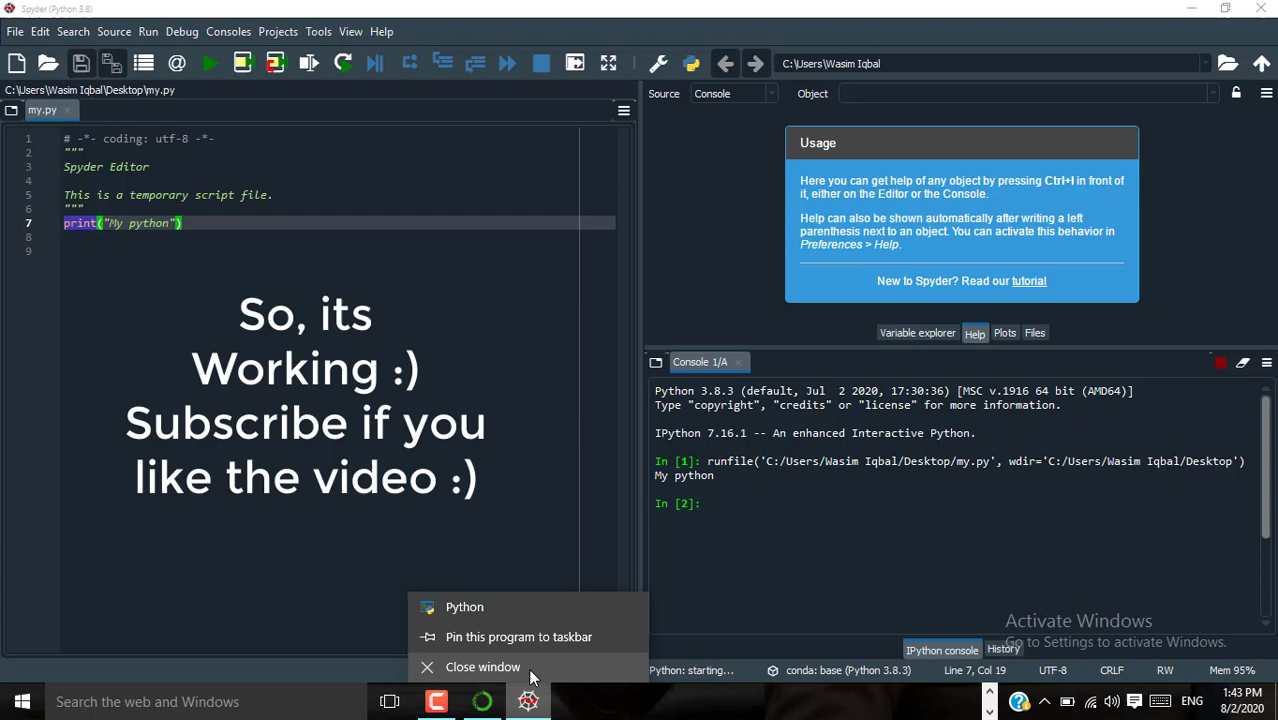 Spyder (Python 3.8)
File Edit Search Source Run Debug Consoles Projects Tools View Help
C:\Users\Wasim Iqbal
C:\Users\Wasim Iqbal\Desktop\my.py
Source Console Object
my.py
1 # -*- coding: utf-8 -*-
2 """
3 Spyder Editor
4
5 This is a temporary script file.
6 """
7 print("My python")
8
9
So, its
Working :)
Subscribe if you
like the video :)
Usage
Here you can get help of any object by pressing Ctrl+I in front of
it, either on the Editor or the Console.
Help can also be shown automatically after writing a left
parenthesis next to an object. You can activate this behavior in
Preferences > Help.
New to Spyder? Read our tutorial
Variable explorer Help Plots Files
Console 1/A
Python 3.8.3 (default, Jul  2 2020, 17:30:36) [MSC v.1916 64 bit (AMD64)]
Type "copyright", "credits" or "license" for more information.
IPython 7.16.1 -- An enhanced Interactive Python.
In [1]: runfile('C:/Users/Wasim Iqbal/Desktop/my.py', wdir='C:/Users/Wasim Iqbal/Desktop')
My python
In [2]:
Activate Windows
Go to Settings to activate Windows.
IPython console History
Python
Pin this program to taskbar
Close window
Python: starting... conda: base (Python 3.8.3) Line 7, Col 19 UTF-8 CRLF RW Mem 95%
Search the web and Windows
ENG
1:43 PM
8/2/2020